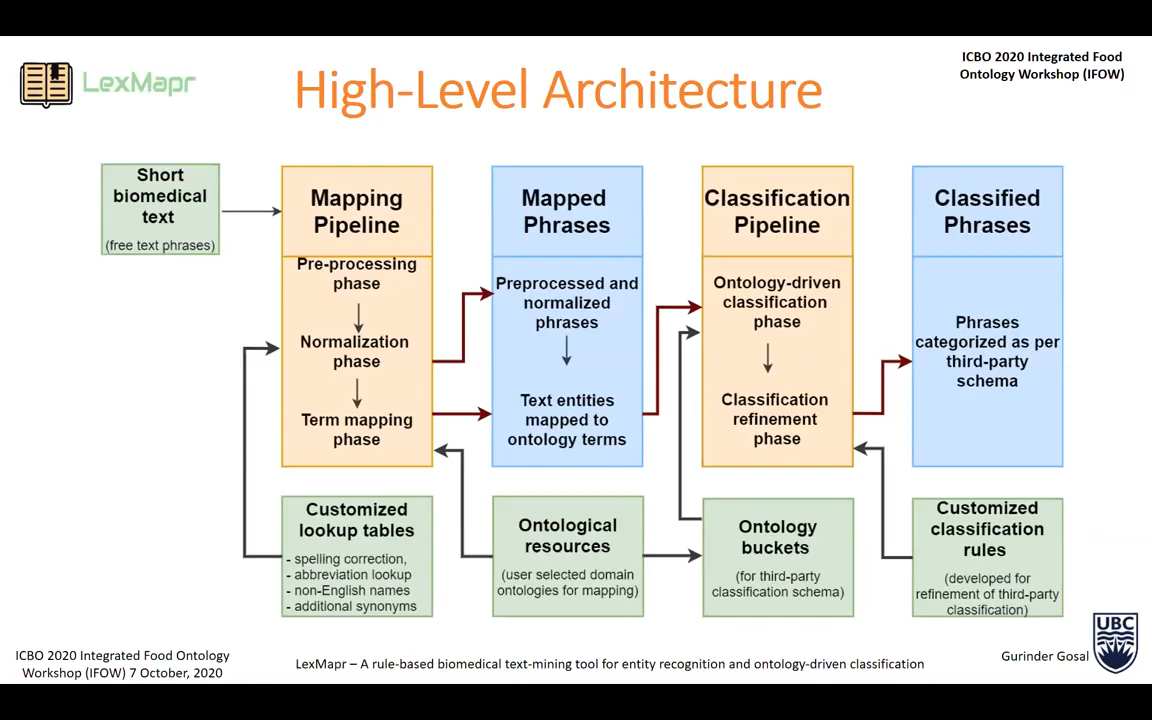 LexMapr
High-Level Architecture
ICBO 2020 Integrated Food
Ontology Workshop (IFOW)
Short
biomedical
text
(free text phrases)
Mapping
Pipeline
Pre-processing
phase
Normalization
phase
Term mapping
phase
Mapped
Phrases
Preprocessed and
normalized
phrases
Text entities
mapped to
ontology terms
Classification
Pipeline
Ontology-driven
classification
phase
Classification
refinement
phase
Classified
Phrases
Phrases
categorized as per
third-party
schema
Customized
lookup tables
- spelling correction,
- abbreviation lookup
- non-English names
- additional synonyms
Ontological
resources
(user selected domain
ontologies for mapping)
Ontology
buckets
(for third-party
classification schema)
Customized
classification
rules
(developed for
refinement of third-party
classification)
ICBO 2020 Integrated Food Ontology
Workshop (IFOW) 7 October, 2020
LexMapr – A rule-based biomedical text-mining tool for entity recognition and ontology-driven classification
Gurinder Gosal
UBC